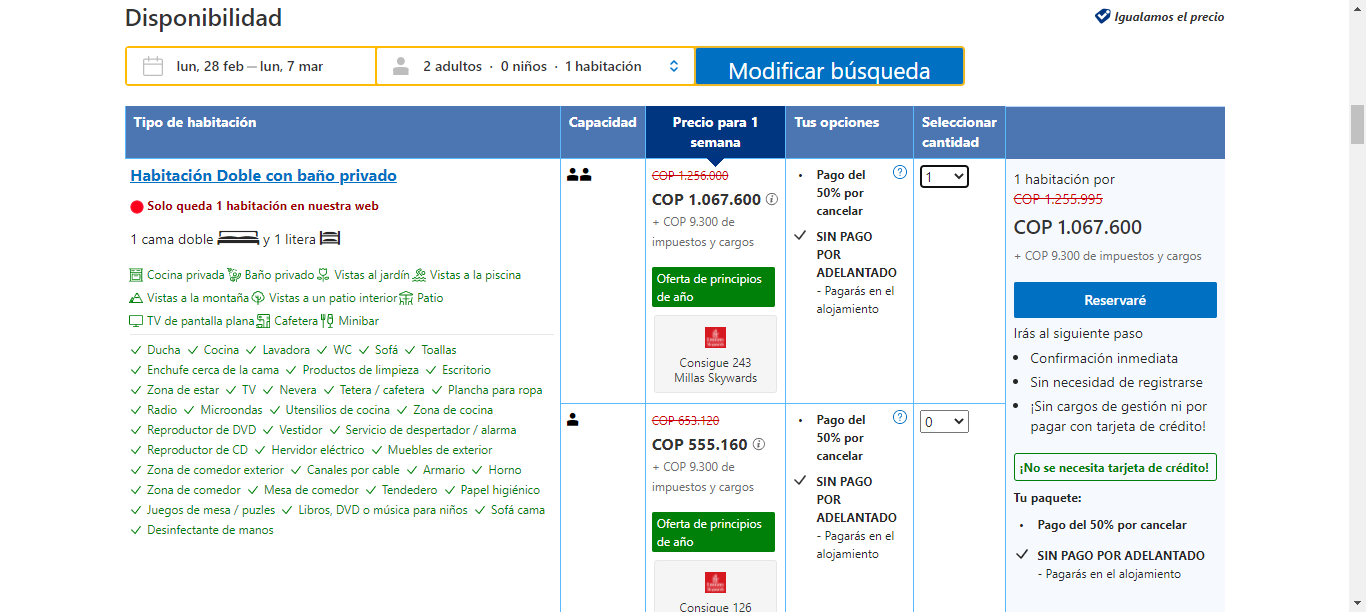 Disponibilidad
Igualamos el precio
lun, 28 feb — lun, 7 mar
2 adultos · 0 niños · 1 habitación
Modificar búsqueda
Tipo de habitación
Capacidad
Precio para 1
semana
Tus opciones
Seleccionar
cantidad
Habitación Doble con baño privado
Solo queda 1 habitación en nuestra web
1 cama doble y 1 litera
Cocina privada Baño privado Vistas al jardín Vistas a la piscina
Vistas a la montaña Vistas a un patio interior Patio
TV de pantalla plana Cafetera Minibar
Ducha Cocina Lavadora WC Sofá Toallas
Enchufe cerca de la cama Productos de limpieza Escritorio
Zona de estar TV Nevera Tetera / cafetera Plancha para ropa
Radio Microondas Utensilios de cocina Zona de cocina
Reproductor de DVD Vestidor Servicio de despertador / alarma
Reproductor de CD Hervidor eléctrico Muebles de exterior
Zona de comedor exterior Canales por cable Armario Horno
Zona de comedor Mesa de comedor Tendedero Papel higiénico
Juegos de mesa / puzles Libros, DVD o música para niños Sofá cama
Desinfectante de manos
COP 1.256.000
COP 1.067.600
+ COP 9.300 de
impuestos y cargos
Oferta de principios
de año
Consigue 243
Millas Skywards
• Pago del
50% por
cancelar
SIN PAGO
POR
ADELANTADO
- Pagarás en el
alojamiento
1
COP 653.120
COP 555.160
+ COP 9.300 de
impuestos y cargos
Oferta de principios
de año
Consigue 126
• Pago del
50% por
cancelar
SIN PAGO
POR
ADELANTADO
- Pagarás en el
alojamiento
0
1 habitación por
COP 1.255.995
COP 1.067.600
+ COP 9.300 de impuestos y cargos
Reservaré
Irás al siguiente paso
• Confirmación inmediata
• Sin necesidad de registrarse
• ¡Sin cargos de gestión ni por
pagar con tarjeta de crédito!
¡No se necesita tarjeta de crédito!
Tu paquete:
• Pago del 50% por cancelar
SIN PAGO POR ADELANTADO
- Pagarás en el alojamiento